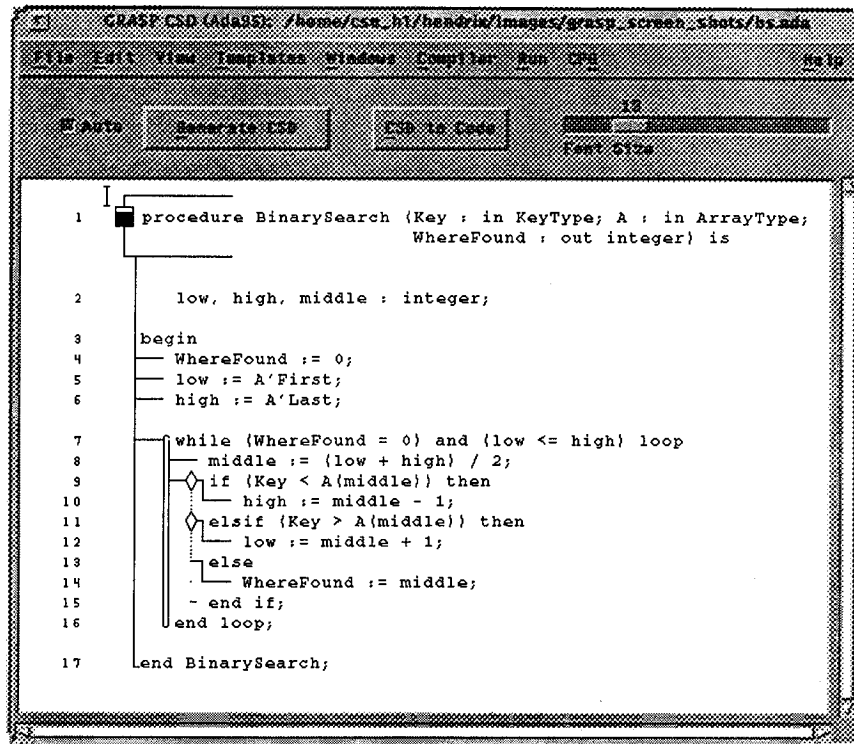 GRASP CSD (Ada95): /home/cse_h1/hendrix/images/grasp_screen_shots/bs.ada
File Edit View Templates Windows Compiler Run CPG Help
Auto Generate CSD CSD to Code 12
Font Size
1 procedure BinarySearch (Key : in KeyType; A : in ArrayType;
WhereFound : out integer) is
2 low, high, middle : integer;
3 begin
4 WhereFound := 0;
5 low := A'First;
6 high := A'Last;
7 while (WhereFound = 0) and (low <= high) loop
8 middle := (low + high) / 2;
9 if (Key < A(middle)) then
10 high := middle - 1;
11 elsif (Key > A(middle)) then
12 low := middle + 1;
13 else
14 WhereFound := middle;
15 end if;
16 end loop;
17 end BinarySearch;